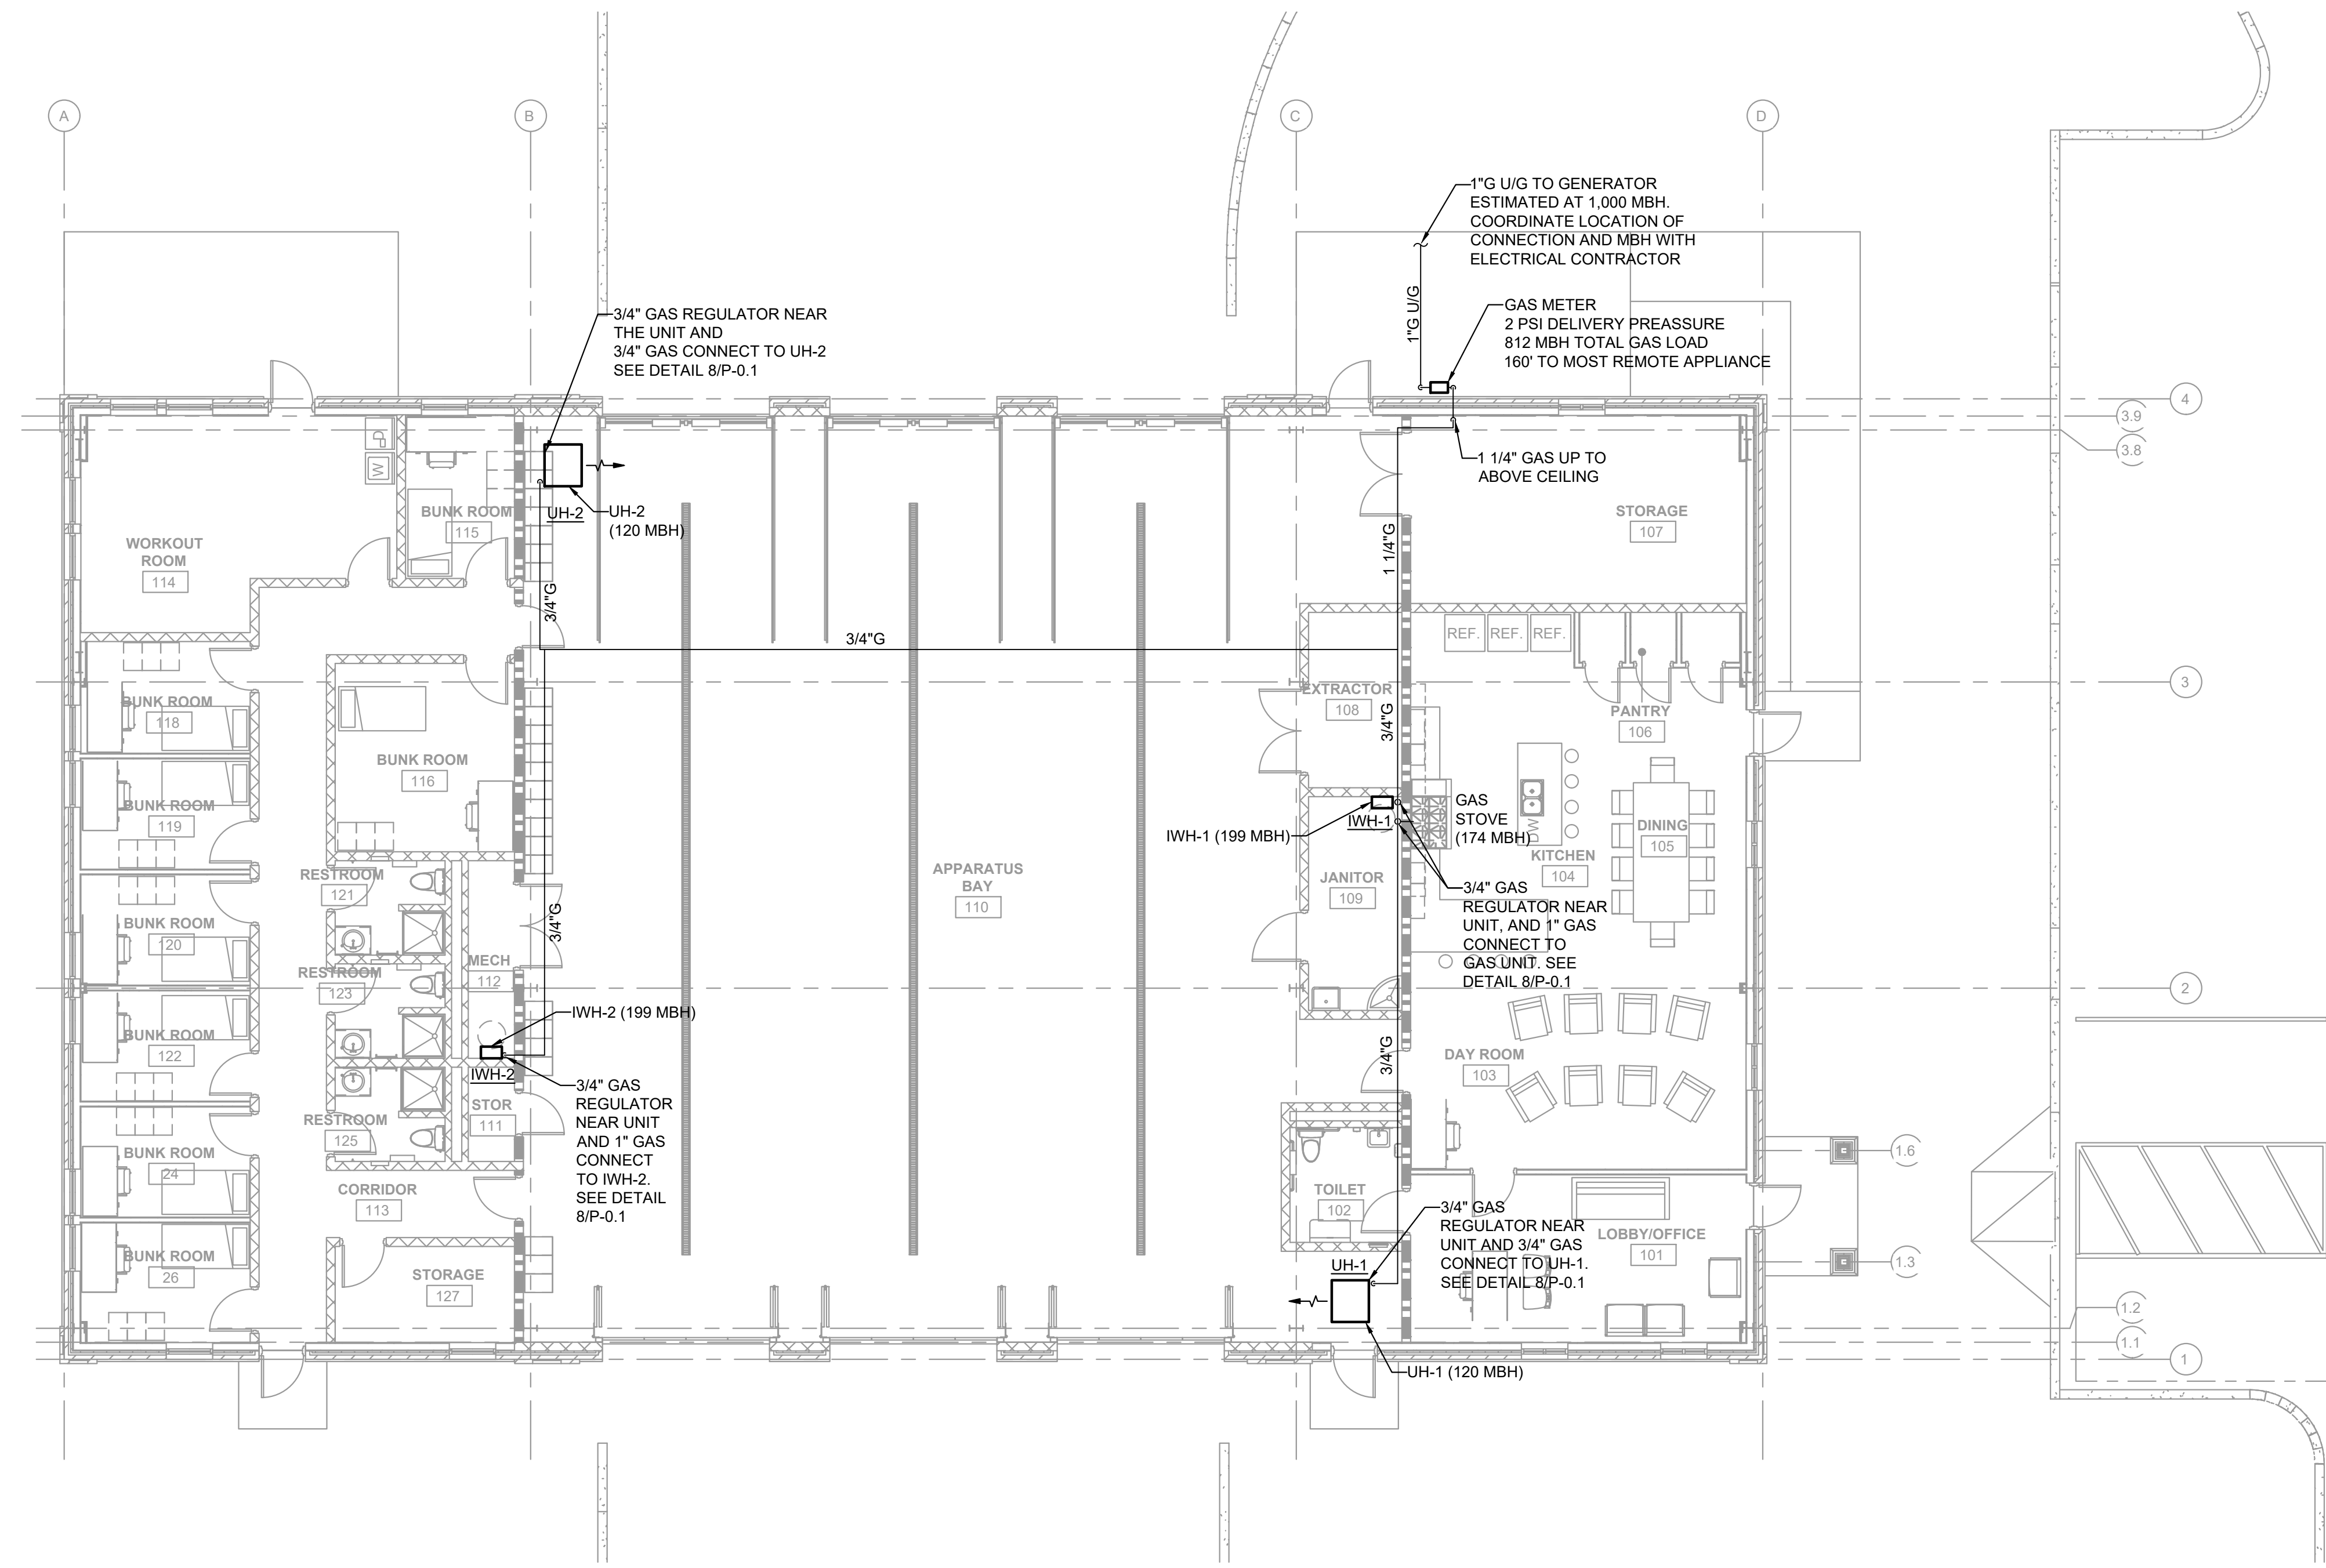 A
B
C
D
1"G U/G TO GENERATOR
ESTIMATED AT 1,000 MBH.
COORDINATE LOCATION OF
CONNECTION AND MBH WITH
ELECTRICAL CONTRACTOR
1"G U/G
GAS METER
2 PSI DELIVERY PREASSURE
812 MBH TOTAL GAS LOAD
160' TO MOST REMOTE APPLIANCE
3/4" GAS REGULATOR NEAR
THE UNIT AND
3/4" GAS CONNECT TO UH-2
SEE DETAIL 8/P-0.1
4
3.9
3.8
1 1/4" GAS UP TO
ABOVE CEILING
D
W
UH-2
UH-2
(120 MBH)
BUNK ROOM
115
WORKOUT
ROOM
114
STORAGE
107
1 1/4"G
3/4"G
3/4"G
REF.
REF.
REF.
3
EXTRACTOR
108
3/4"G
PANTRY
106
BUNK ROOM
118
BUNK ROOM
116
BUNK ROOM
119
IWH-1 (199 MBH)
IWH-1
GAS
STOVE
(174 MBH)
DW
DINING
105
KITCHEN
104
RESTROOM
121
APPARATUS
BAY
110
JANITOR
109
3/4" GAS
REGULATOR NEAR
UNIT, AND 1" GAS
CONNECT TO
GAS UNIT. SEE
DETAIL 8/P-0.1
BUNK ROOM
120
3/4"G
MECH
112
RESTROOM
123
2
IWH-2 (199 MBH)
IWH-2
BUNK ROOM
122
3/4"G
DAY ROOM
103
3/4" GAS
REGULATOR
NEAR UNIT
AND 1" GAS
CONNECT
TO IWH-2.
SEE DETAIL
8/P-0.1
STOR
111
RESTROOM
125
BUNK ROOM
24
1.6
CORRIDOR
113
TOILET
102
3/4" GAS
REGULATOR NEAR
UNIT AND 3/4" GAS
CONNECT TO UH-1.
SEE DETAIL 8/P-0.1
LOBBY/OFFICE
101
BUNK ROOM
26
STORAGE
127
UH-1
1.3
1.2
1.1
1
UH-1 (120 MBH)